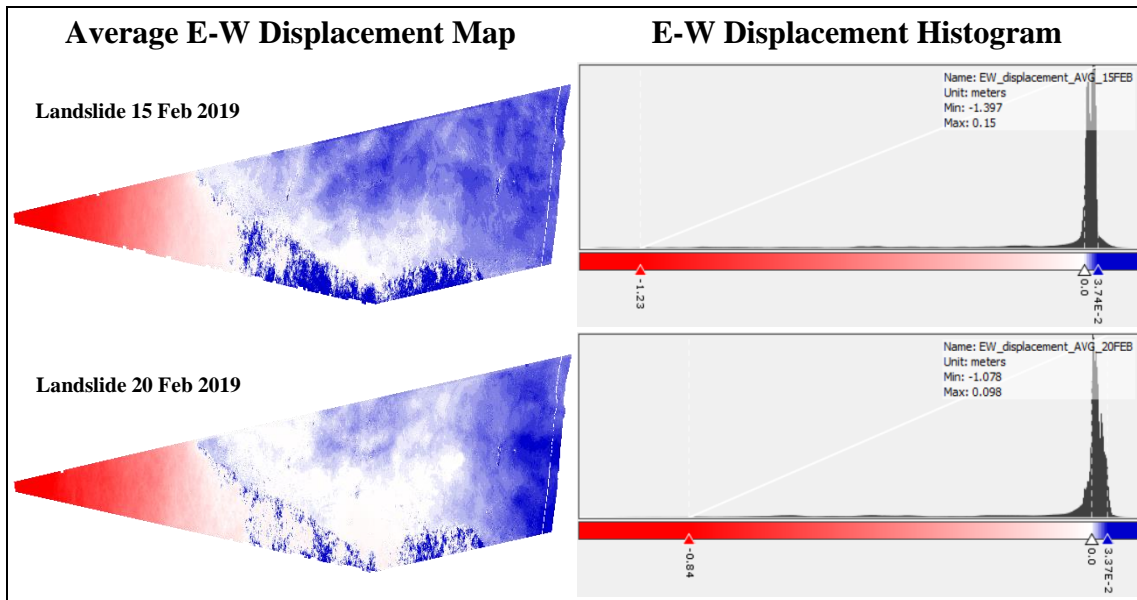 Average E-W Displacement Map
E-W Displacement Histogram
Landslide 15 Feb 2019
Name: EW_displacement_AVG_15FEB
Unit: meters
Min: -1.397
Max: 0.15
-1.23
0.0
3.74E-2
Landslide 20 Feb 2019
Name: EW_displacement_AVG_20FEB
Unit: meters
Min: -1.078
Max: 0.098
-0.84
0.0
3.37E-2